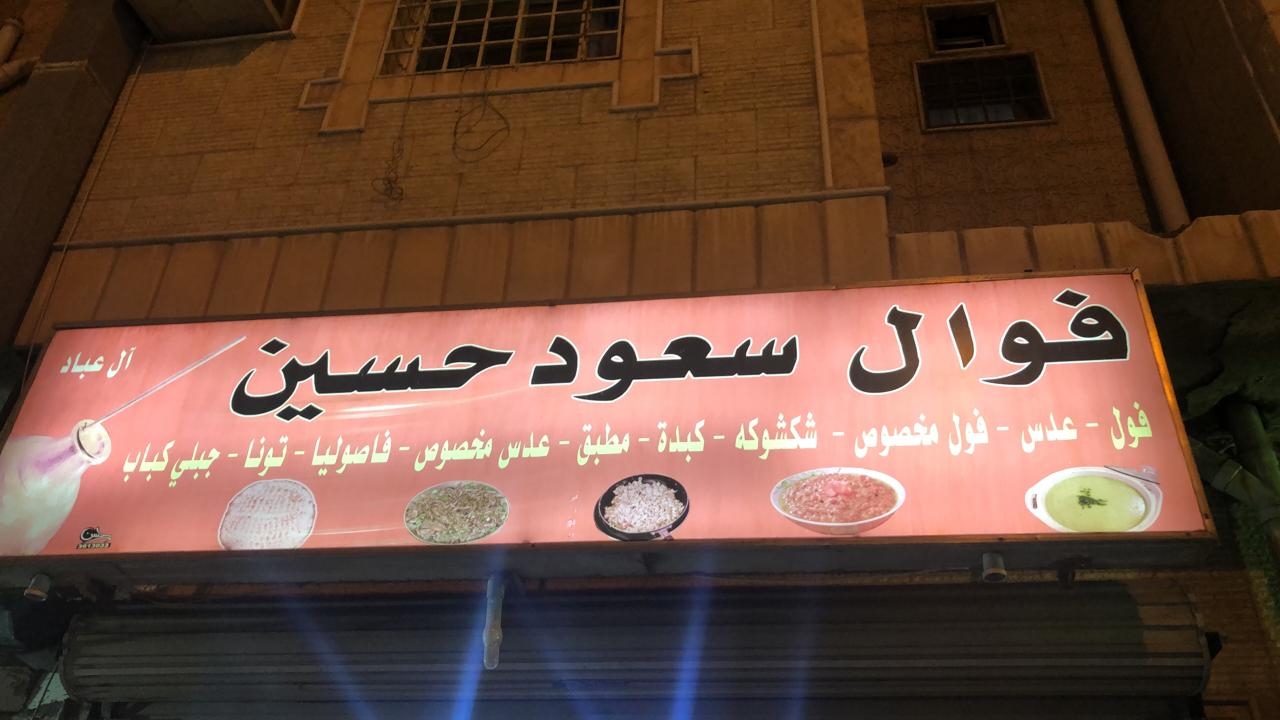 فوال سعود حسين
آل عباد
فول - عدس - فول مخصوص - شكشوكه - كبدة - مطبق - عدس مخصوص - فاصوليا - تونا - جبلي كباب